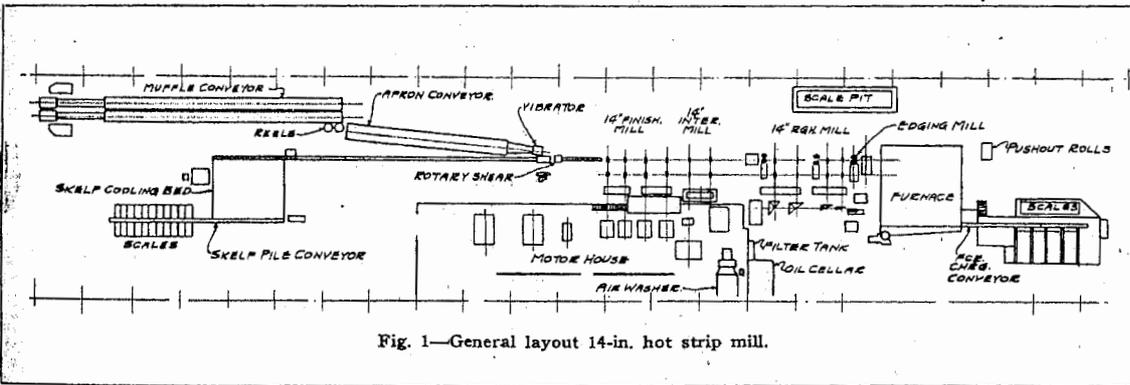 MUFFLE CONVEYOR
APRON CONVEYOR
VIBRATOR
REELS
14" FINISH.
MILL
14"
INTER.
MILL
SCALE PIT
14" RGH. MILL
EDGING MILL
PUSHOUT ROLLS
ROTARY SHEAR
SKELP COOLING BED
FURNACE
SCALES
SCALES
SKELP PILE CONVEYOR
MOTOR HOUSE
FILTER TANK
OIL CELLAR
AIR WASHER
FCE.
CHRG.
CONVEYOR
Fig. 1—General layout 14-in. hot strip mill.